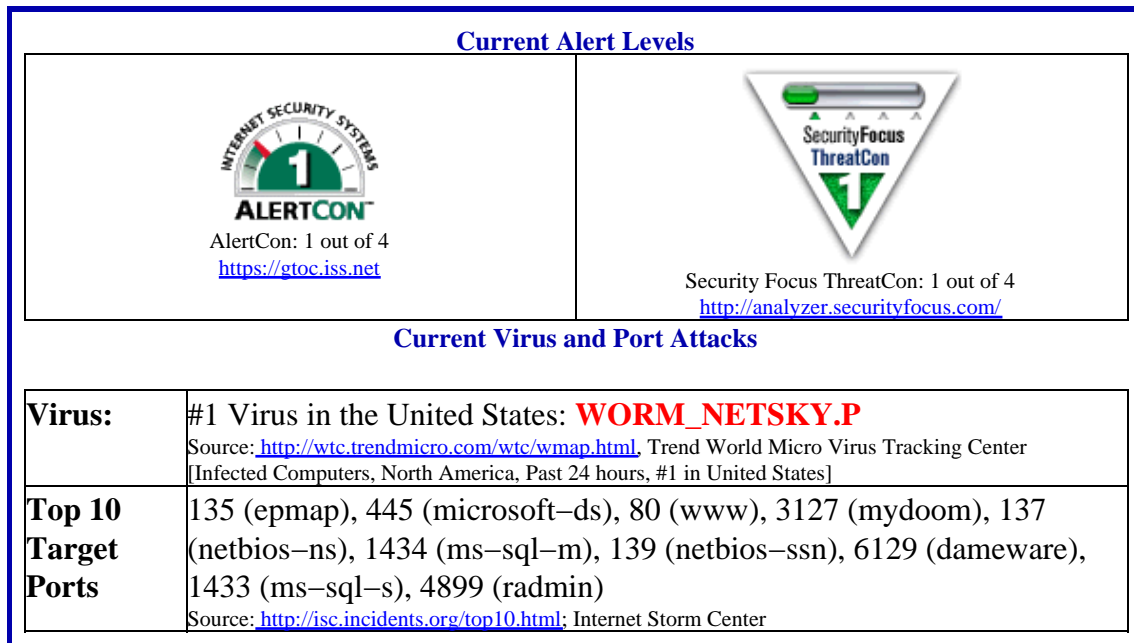 Current Alert Levels
INTERNET SECURITY SYSTEMS
1
ALERTCON™
AlertCon: 1 out of 4
https://gtoc.iss.net
SecurityFocus
ThreatCon
1
Security Focus ThreatCon: 1 out of 4
http://analyzer.securityfocus.com/
Current Virus and Port Attacks
Virus:
#1 Virus in the United States: WORM_NETSKY.P
Source: http://wtc.trendmicro.com/wtc/wmap.html, Trend World Micro Virus Tracking Center
[Infected Computers, North America, Past 24 hours, #1 in United States]
Top 10
Target
Ports
135 (epmap), 445 (microsoft−ds), 80 (www), 3127 (mydoom), 137
(netbios−ns), 1434 (ms−sql−m), 139 (netbios−ssn), 6129 (dameware),
1433 (ms−sql−s), 4899 (radmin)
Source: http://isc.incidents.org/top10.html; Internet Storm Center